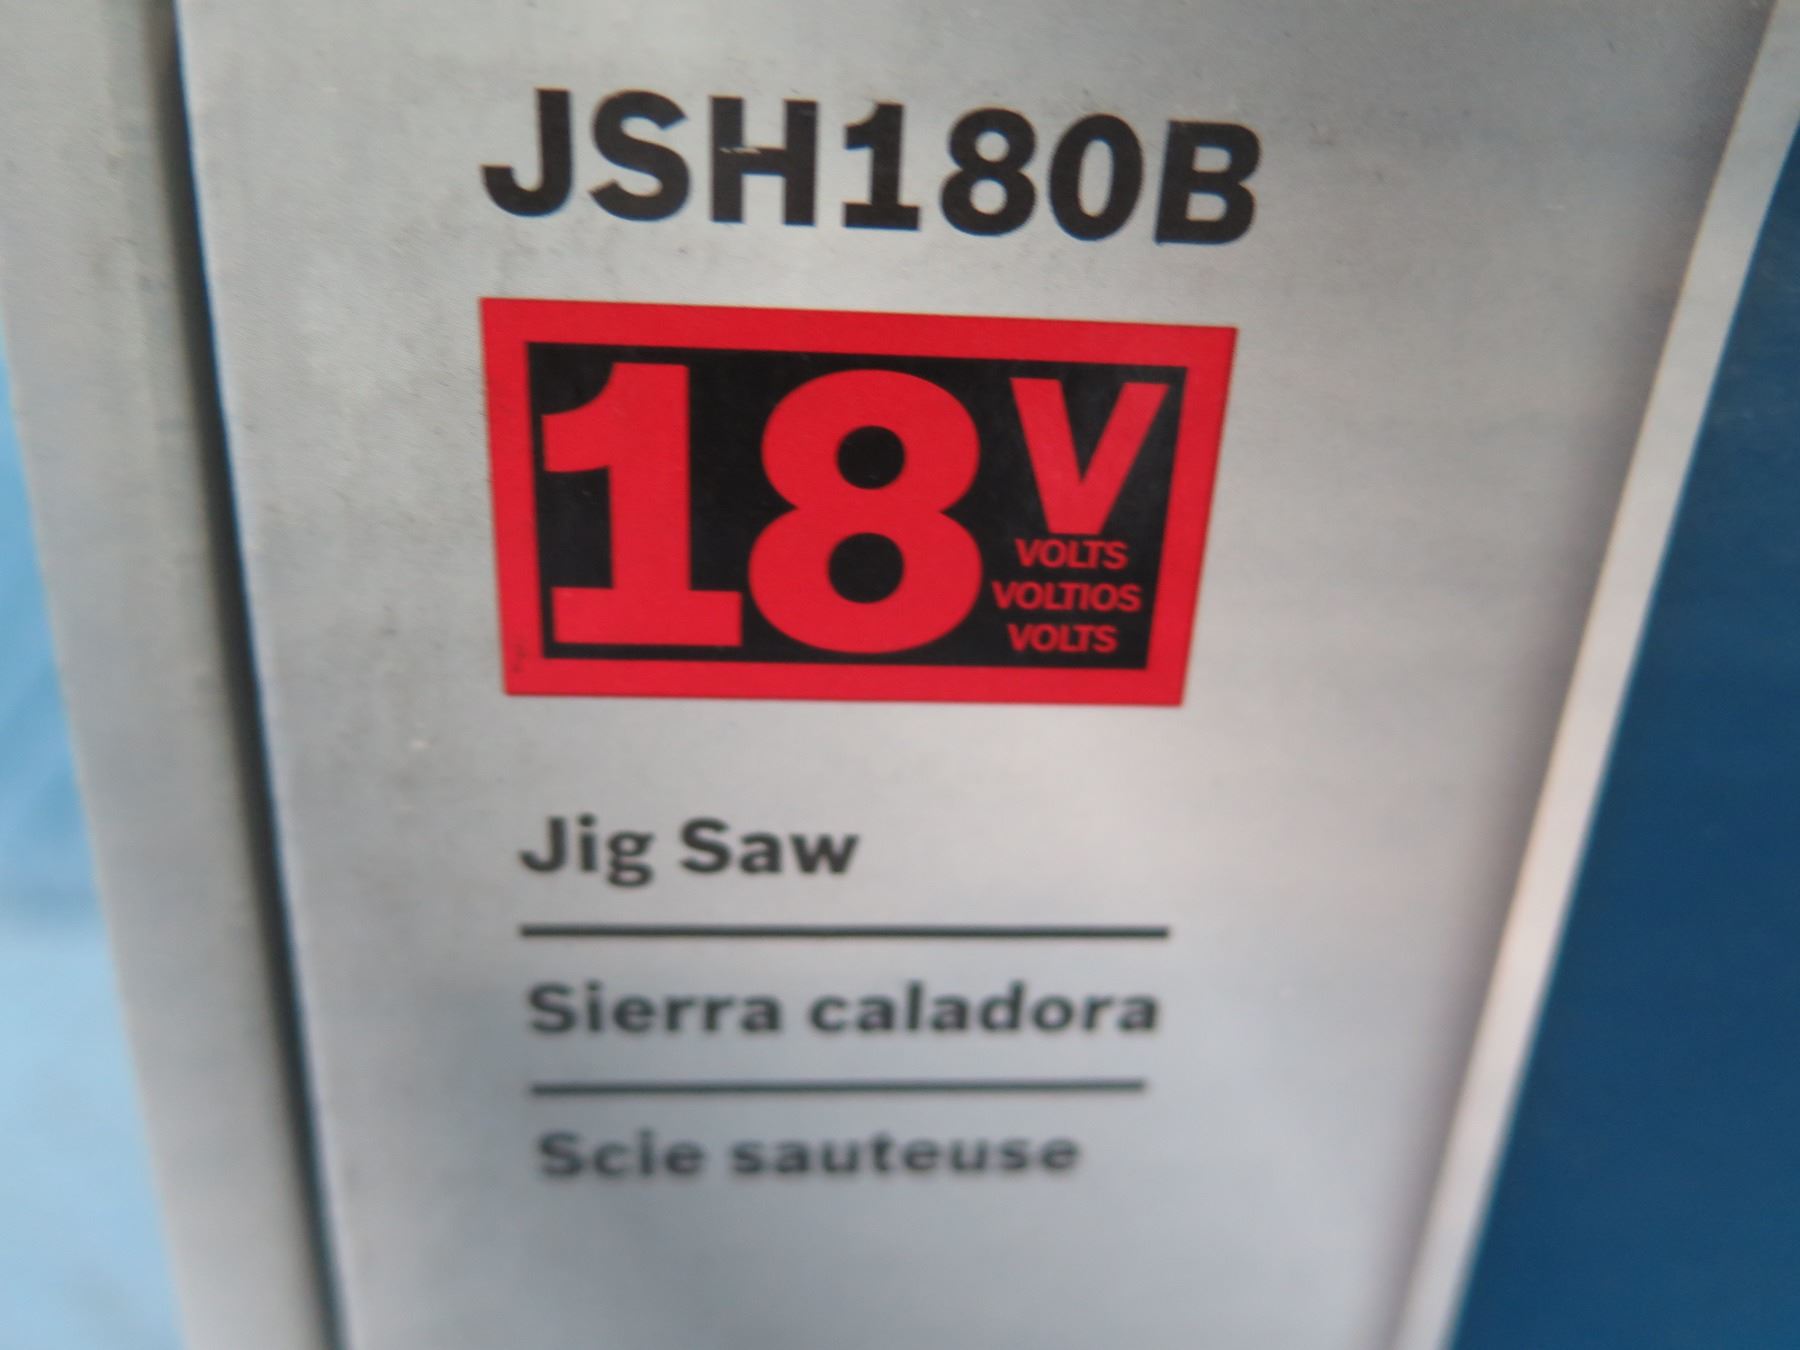 JSH180B
18V
VOLTS
VOLTIOS
VOLTS
Jig Saw
Sierra caladora
Scie sauteuse